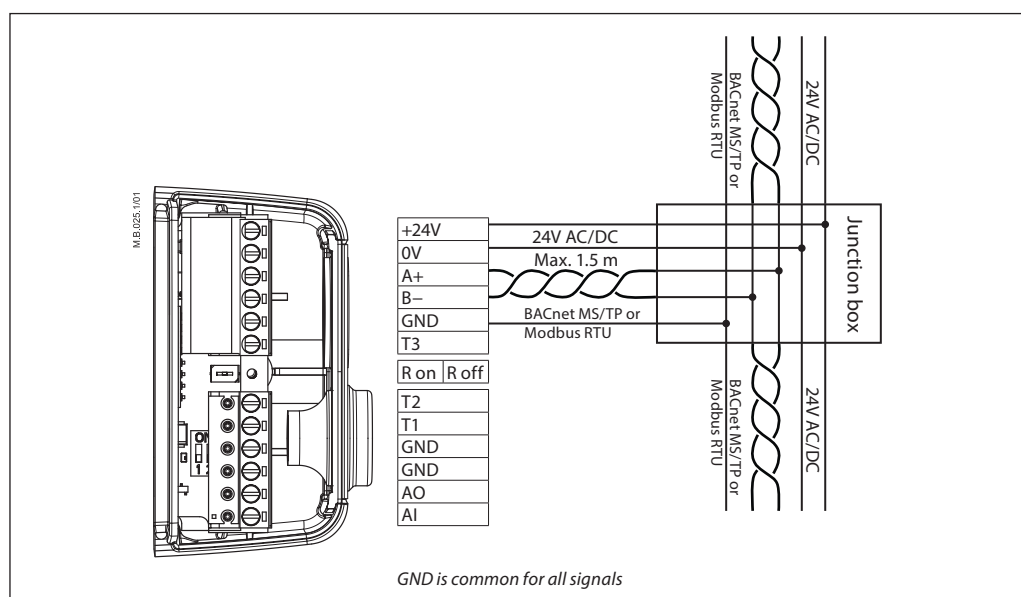 M.B.025.1/01
BACnet MS/TP or
Modbus RTU
24V AC/DC
Junction box
+24V
0V
A+
B−
GND
T3
24V AC/DC
Max. 1.5 m
BACnet MS/TP or
Modbus RTU
R on R off
T2
T1
GND
GND
AO
AI
ON
1
BACnet MS/TP or
Modbus RTU
24V AC/DC
GND is common for all signals